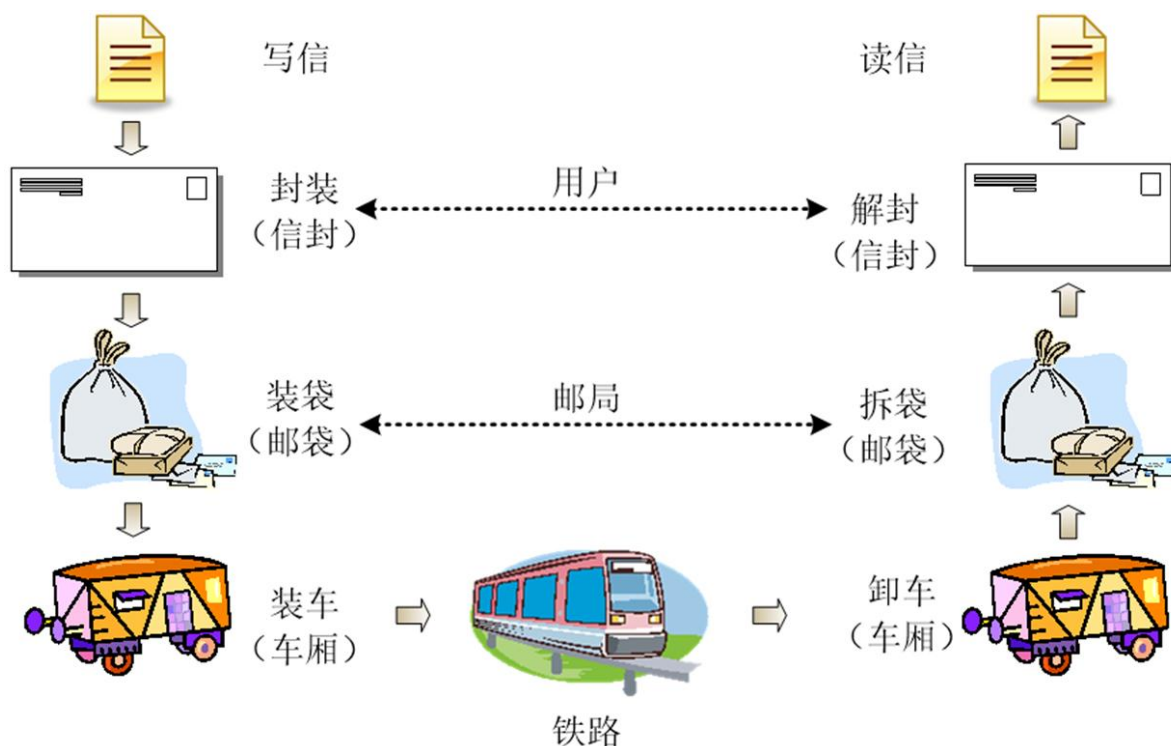 写信
读信
封装
（信封）
用户
解封
（信封）
装袋
（邮袋）
邮局
拆袋
（邮袋）
装车
（车厢）
卸车
（车厢）
铁路